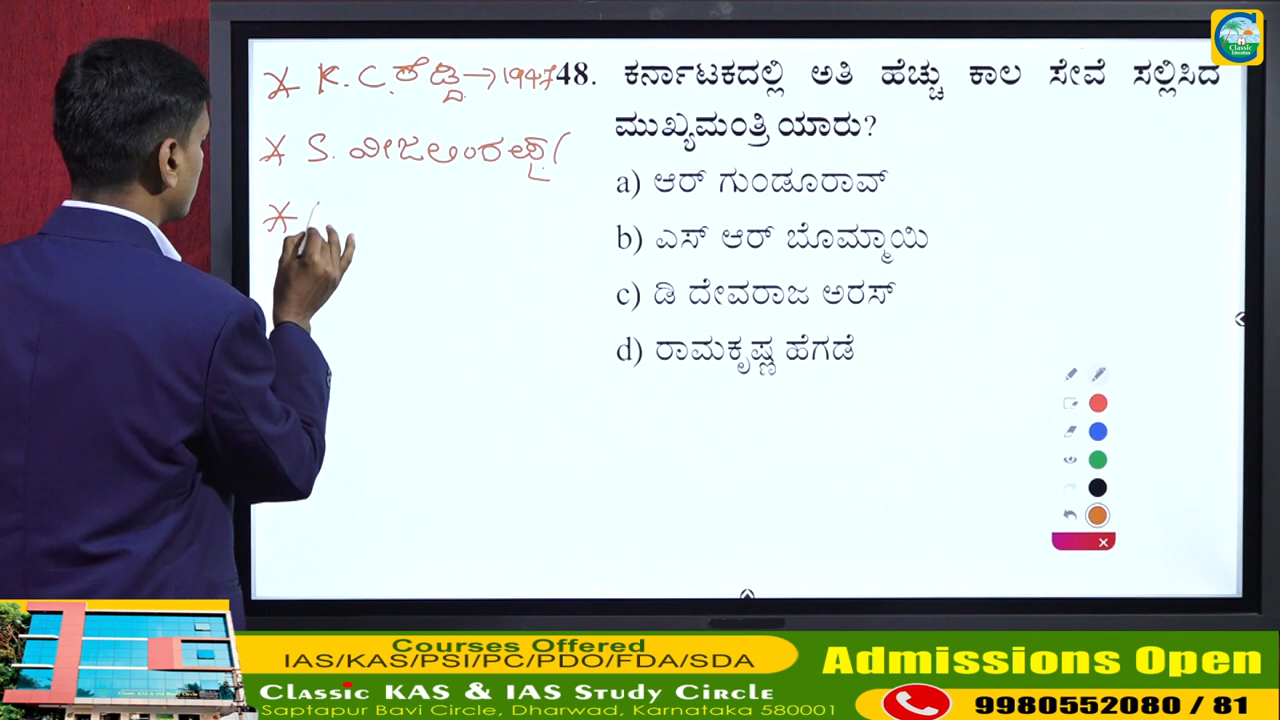 Classic
Education
* K. C. ರೆಡ್ಡಿ → 1947
* S.
*
48. ಕರ್ನಾಟಕದಲ್ಲಿ ಅತಿ ಹೆಚ್ಚು ಕಾಲ ಸೇವೆ ಸಲ್ಲಿಸಿದ
ಮುಖ್ಯಮಂತ್ರಿ ಯಾರು?
a) ಆರ್ ಗುಂಡೂರಾವ್
b) ಎಸ್ ಆರ್ ಬೊಮ್ಮಾಯಿ
c) ಡಿ ದೇವರಾಜ ಅರಸ್
d) ರಾಮಕೃಷ್ಣ ಹೆಗಡೆ
Courses Offered
IAS/KAS/PSI/PC/PDO/FDA/SDA
Classic KAS & IAS Study Circle
Saptapur Bavi Circle, Dharwad, Karnataka 580001
Admissions Open
9980552080 / 81